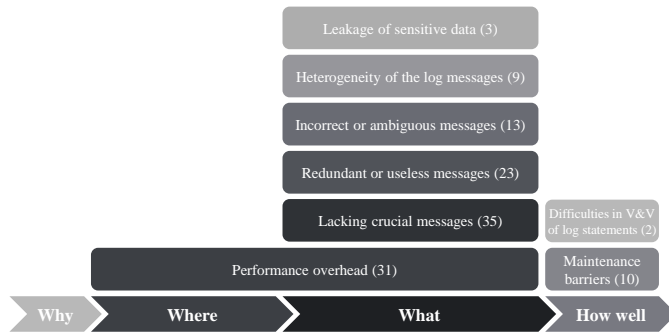 Leakage of sensitive data (3)
Heterogeneity of the log messages (9)
Incorrect or ambiguous messages (13)
Redundant or useless messages (23)
Lacking crucial messages (35)
Difficulties in V&V
of log statements (2)
Performance overhead (31)
Maintenance
barriers (10)
Why
Where
What
How well